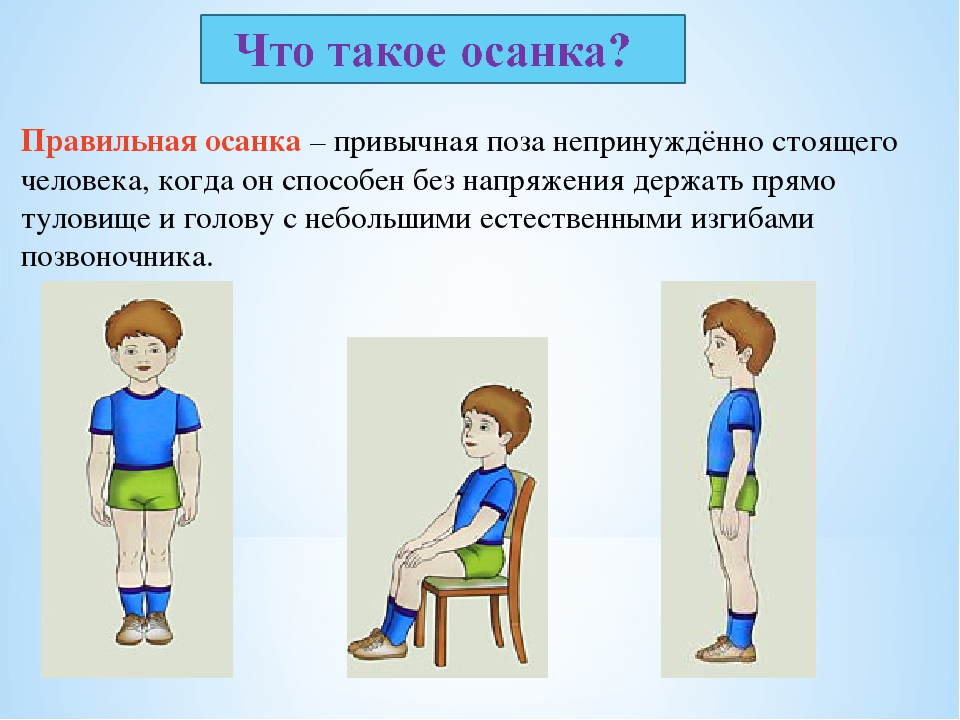 Что такое осанка?
Правильная осанка – привычная поза непринуждённо стоящего
человека, когда он способен без напряжения держать прямо
туловище и голову с небольшими естественными изгибами
позвоночника.